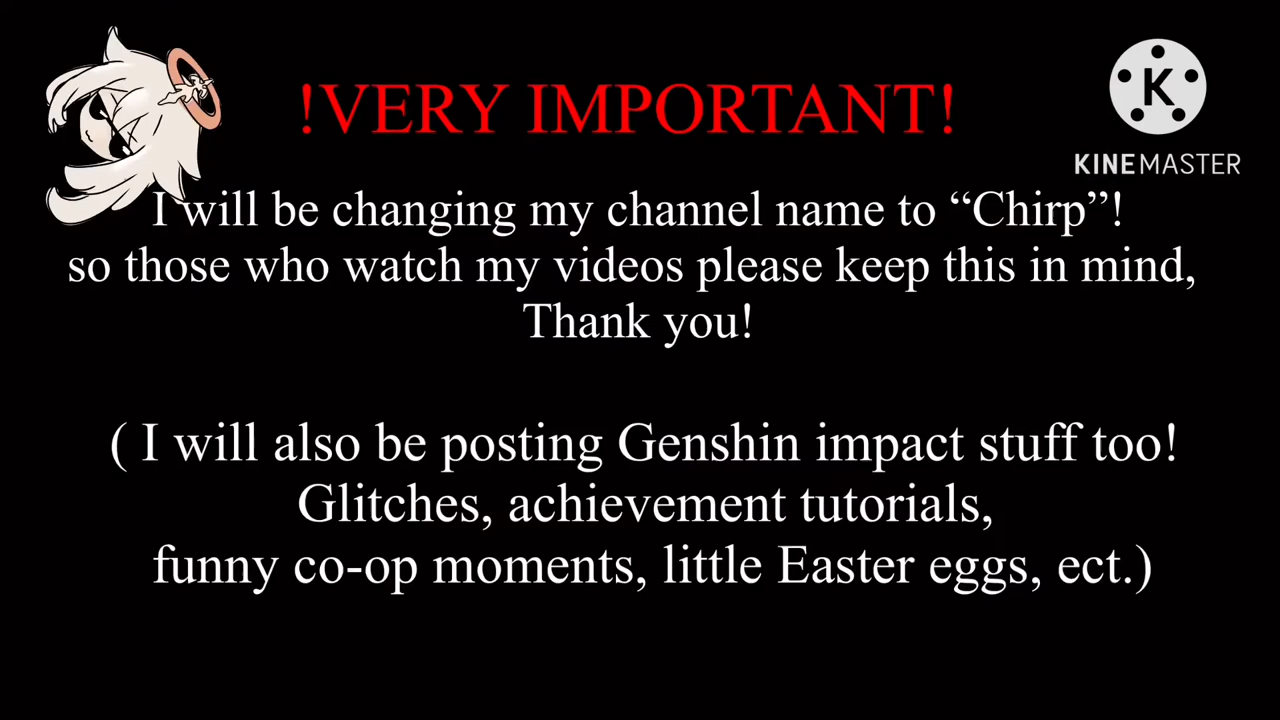 !VERY IMPORTANT!
K
KINEMASTER
I will be changing my channel name to “Chirp”!
so those who watch my videos please keep this in mind,
Thank you!
( I will also be posting Genshin impact stuff too!
Glitches, achievement tutorials,
funny co-op moments, little Easter eggs, ect.)